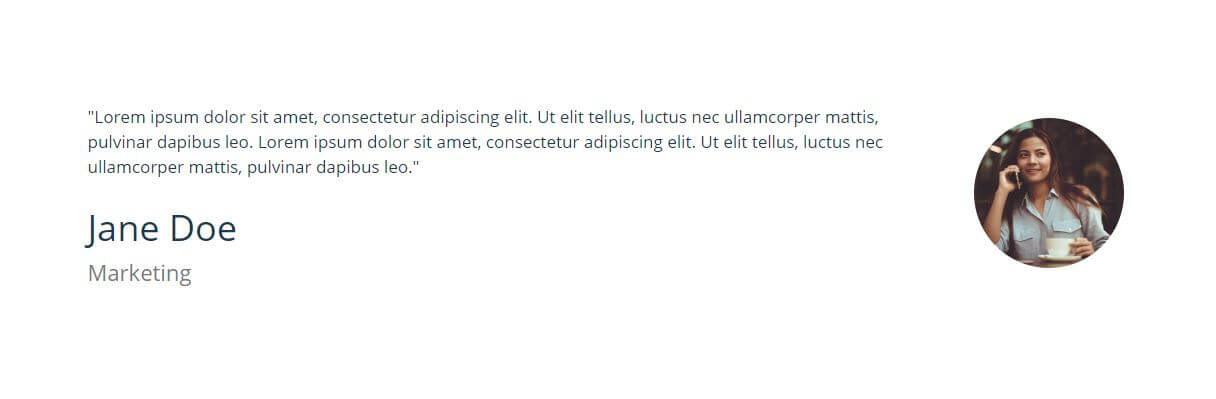 "Lorem ipsum dolor sit amet, consectetur adipiscing elit. Ut elit tellus, luctus nec ullamcorper mattis,
pulvinar dapibus leo. Lorem ipsum dolor sit amet, consectetur adipiscing elit. Ut elit tellus, luctus nec
ullamcorper mattis, pulvinar dapibus leo."
Jane Doe
Marketing